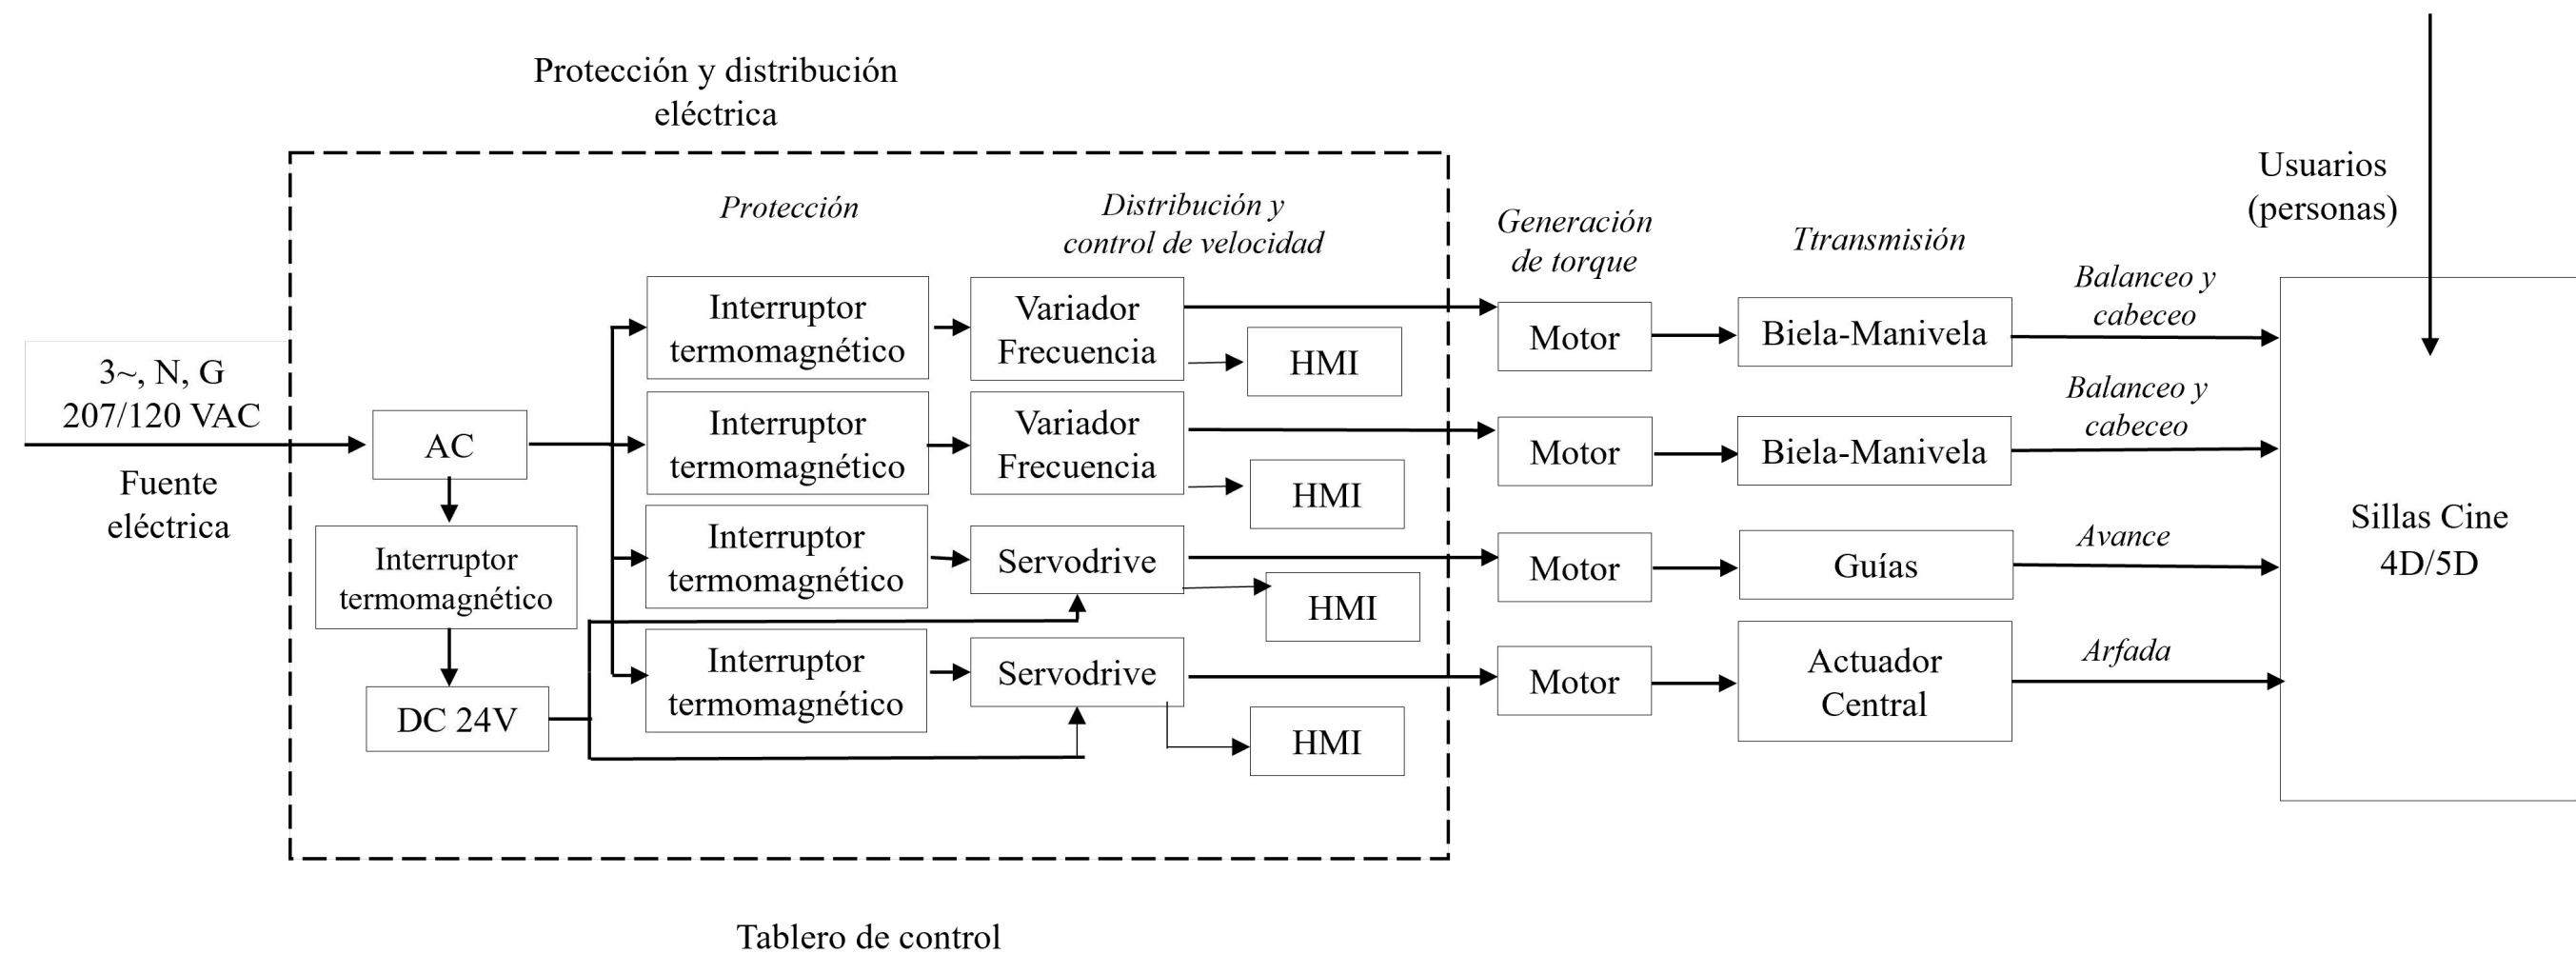 Protección y distribución
eléctrica
Usuarios
(personas)
Protección
Distribución y
control de velocidad
Generación
de torque
Ttransmisión
3~, N, G
207/120 VAC
Fuente
eléctrica
AC
Interruptor
termomagnético
DC 24V
Interruptor
termomagnético
Variador
Frecuencia
HMI
Motor
Biela-Manivela
Balanceo y
cabeceo
Interruptor
termomagnético
Variador
Frecuencia
HMI
Motor
Biela-Manivela
Balanceo y
cabeceo
Interruptor
termomagnético
Servodrive
HMI
Motor
Guías
Avance
Interruptor
termomagnético
Servodrive
HMI
Motor
Actuador
Central
Arfada
Sillas Cine
4D/5D
Tablero de control